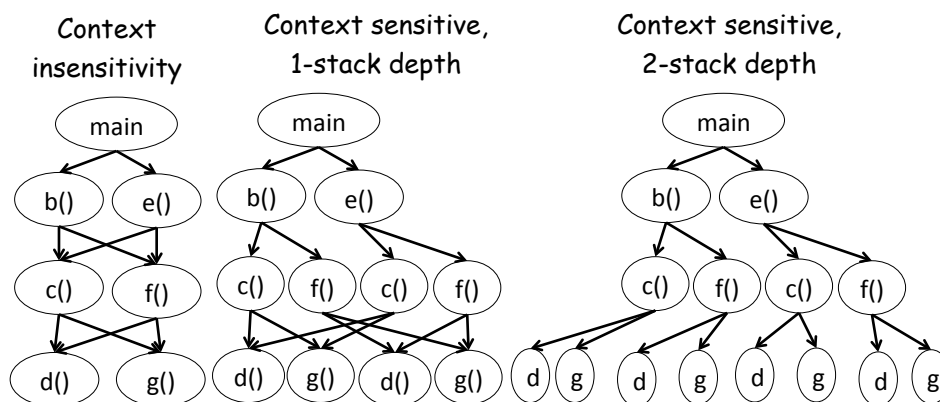 Context
insensitivity
Context sensitive,
1-stack depth
Context sensitive,
2-stack depth
main
main
main
b()
e()
b()
e()
b()
e()
c()
f()
c()
f()
c()
f()
c()
f()
c()
f()
d()
g()
d()
g()
d()
g()
d
g
d
g
d
g
d
g